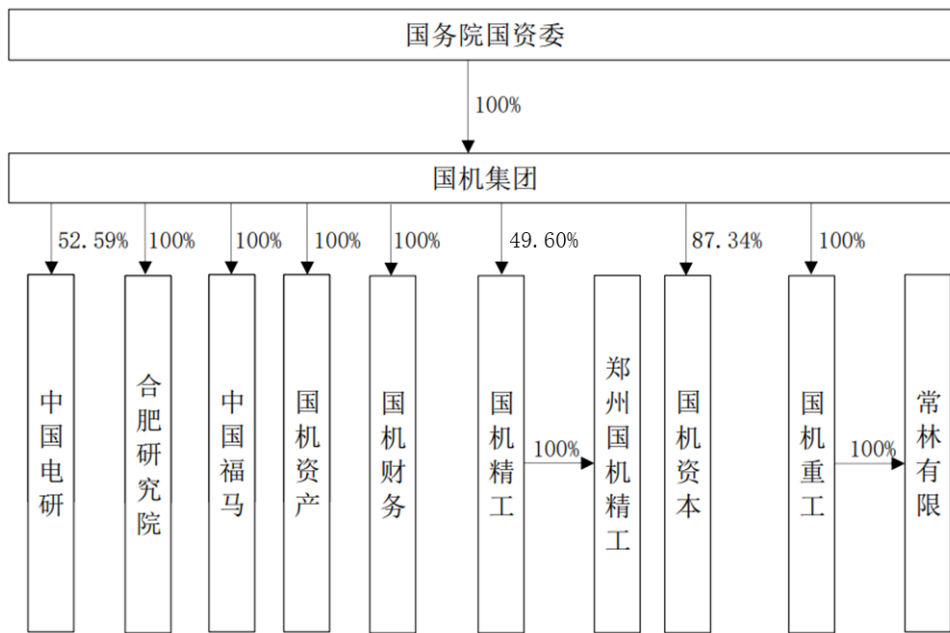 国务院国资委
100%
国机集团
52.59%
100%
100%
100%
100%
49.60%
87.34%
100%
中国电研
合肥研究院
中国福马
国机资产
国机财务
国机精工
100%
郑州国机精工
国机资本
国机重工
100%
常林有限